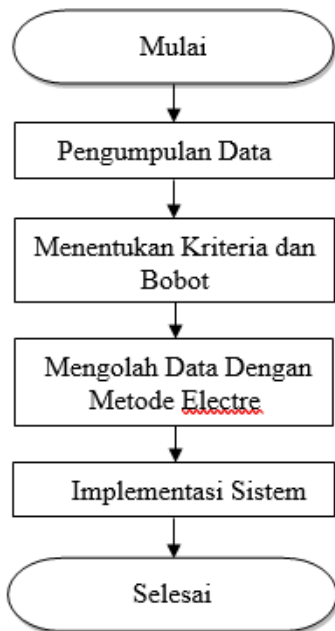 Mulai
Pengumpulan Data
Menentukan Kriteria dan
Bobot
Mengolah Data Dengan
Metode Electre
Implementasi Sistem
Selesai